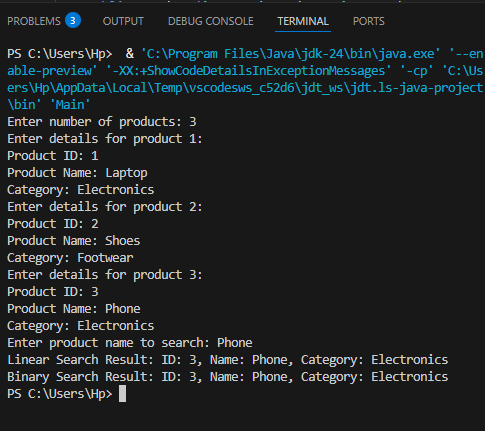 PROBLEMS 3 OUTPUT DEBUG CONSOLE TERMINAL PORTS
PS C:\Users\Hp>  & 'C:\Program Files\Java\jdk-24\bin\java.exe' '--en
able-preview' '-XX:+ShowCodeDetailsInExceptionMessages' '-cp' 'C:\Us
ers\Hp\AppData\Local\Temp\vscodesws_c52d6\jdt_ws\jdt.ls-java-project
\bin' 'Main'
Enter number of products: 3
Enter details for product 1:
Product ID: 1
Product Name: Laptop
Category: Electronics
Enter details for product 2:
Product ID: 2
Product Name: Shoes
Category: Footwear
Enter details for product 3:
Product ID: 3
Product Name: Phone
Category: Electronics
Enter product name to search: Phone
Linear Search Result: ID: 3, Name: Phone, Category: Electronics
Binary Search Result: ID: 3, Name: Phone, Category: Electronics
PS C:\Users\Hp>